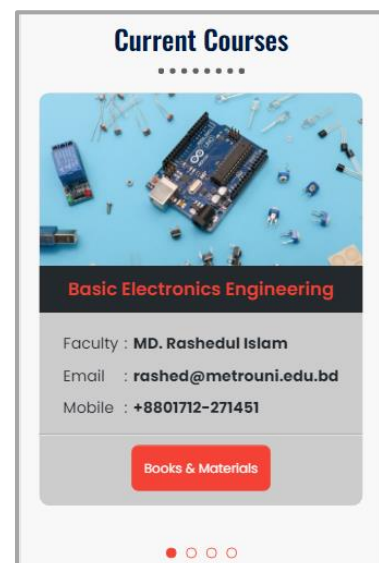 Current Courses
Basic Electronics Engineering
Faculty : MD. Rashedul Islam
Email : rashed@metrouni.edu.bd
Mobile : +8801712-271451
Books & Materials